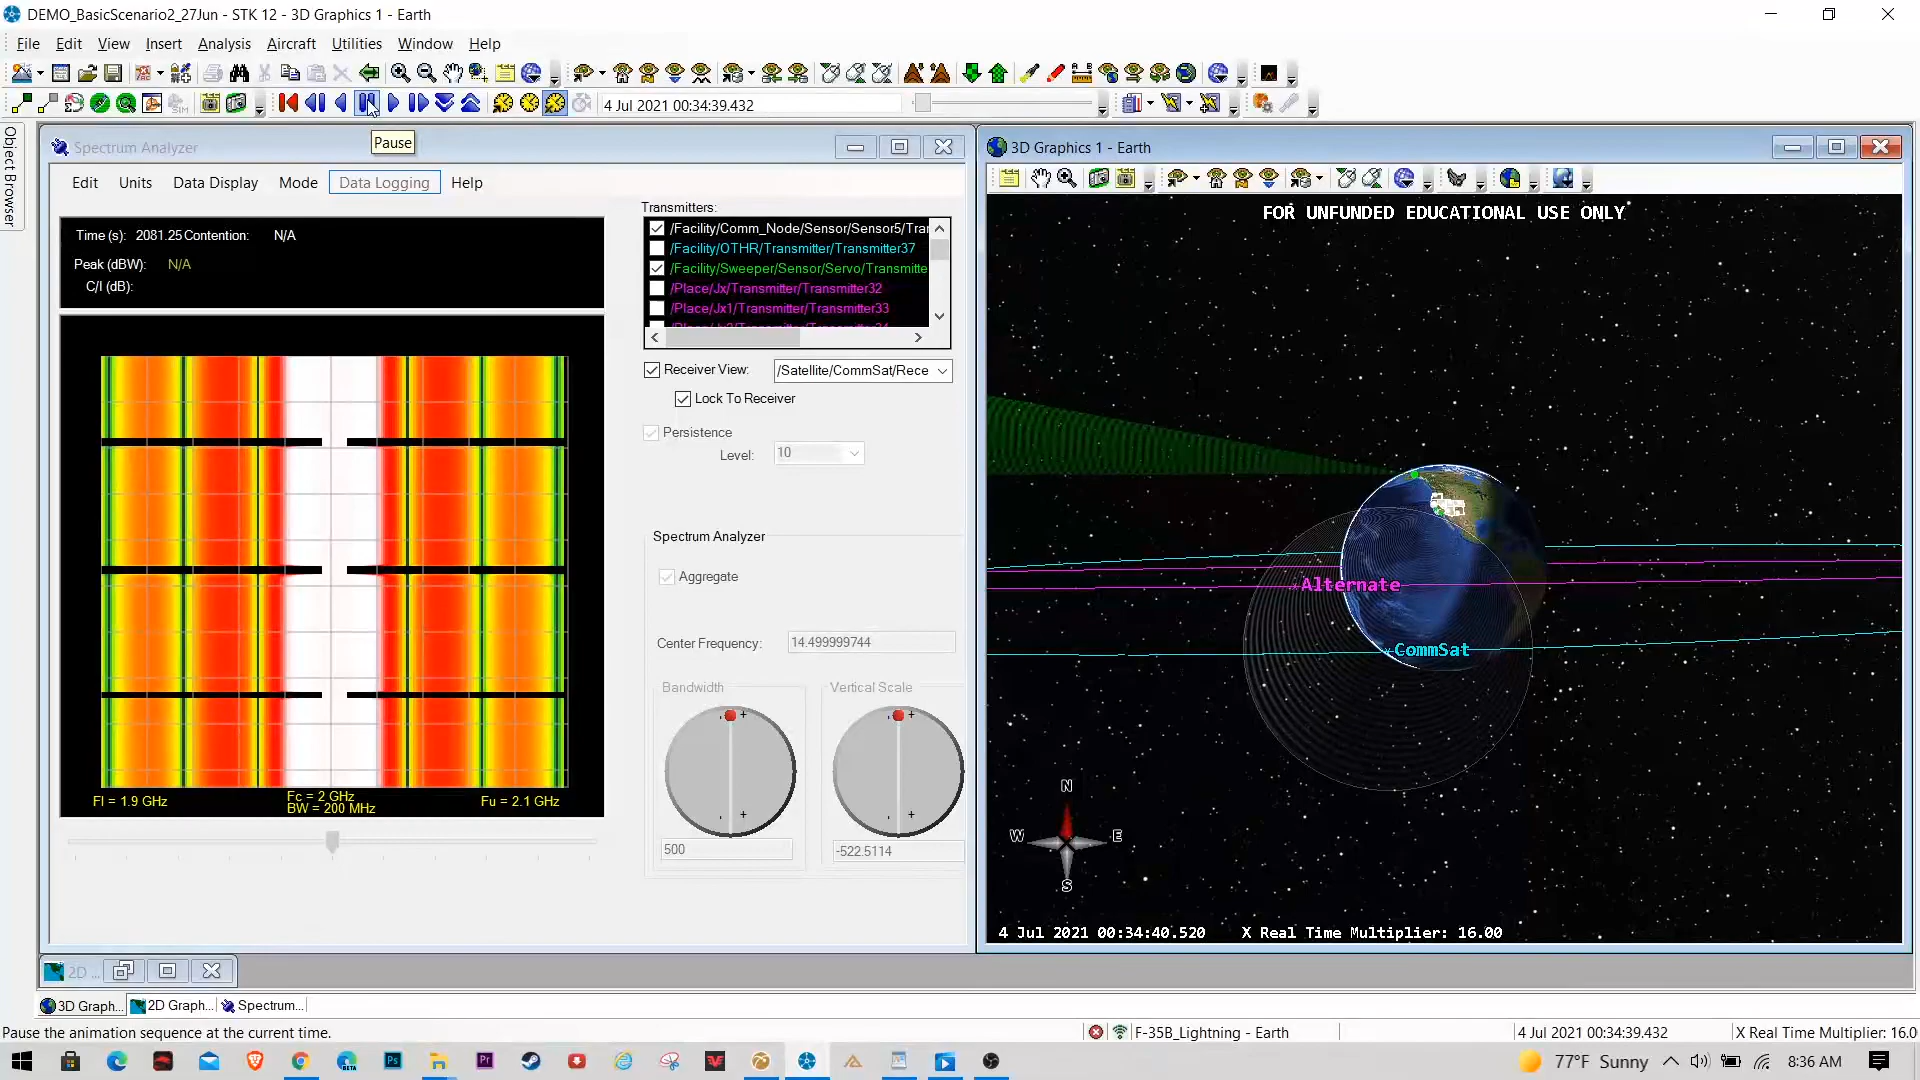 DEMO_BasicScenario2_27Jun - STK 12 - 3D Graphics 1 - Earth
File Edit View Insert Analysis Aircraft Utilities Window Help
4 Jul 2021 00:34:39.432
Pause
Object Browser
Spectrum Analyzer
Edit Units Data Display Mode Data Logging Help
Time (s): 2081.25 Contention: N/A
Peak (dBW): N/A
C/I (dB):
Fl = 1.9 GHz
Fc = 2 GHz
BW = 200 MHz
Fu = 2.1 GHz
Transmitters:
/Facility/Comm_Node/Sensor/Sensor5/Tran
/Facility/OTHR/Transmitter/Transmitter37
/Facility/Sweeper/Sensor/Servo/Transmitte
/Place/Jx/Transmitter/Transmitter32
/Place/Jx1/Transmitter/Transmitter33
Receiver View: /Satellite/CommSat/Rece
Lock To Receiver
Persistence
Level: 10
Spectrum Analyzer
Aggregate
Center Frequency: 14.499999744
Bandwidth
Vertical Scale
500
-522.5114
3D Graphics 1 - Earth
FOR UNFUNDED EDUCATIONAL USE ONLY
Alternate
CommSat
N
W E
S
4 Jul 2021 00:34:40.520 X Real Time Multiplier: 16.00
2D ...
3D Graph... 2D Graph... Spectrum...
Pause the animation sequence at the current time.
F-35B_Lightning - Earth
4 Jul 2021 00:34:39.432
X Real Time Multiplier: 16.0
77°F Sunny
8:36 AM